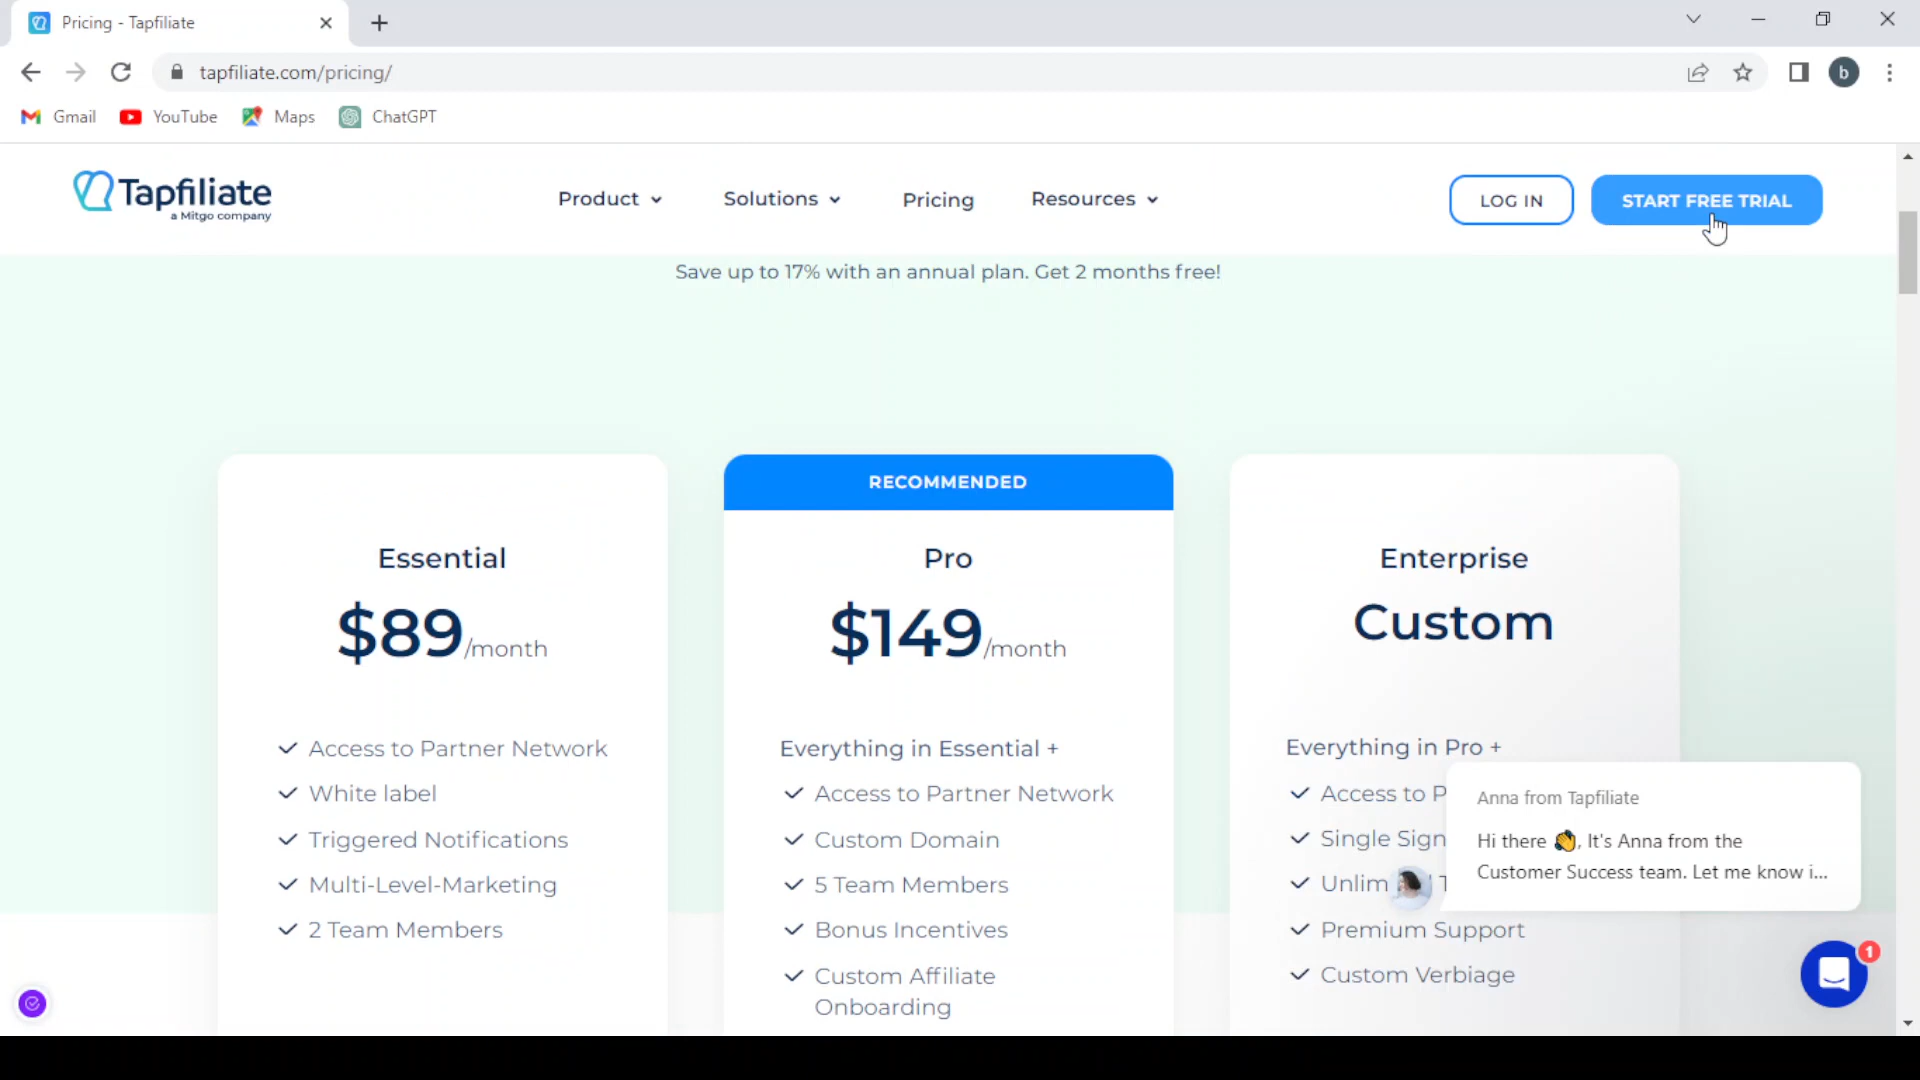 Pricing - Tapfiliate
tapfiliate.com/pricing/
b
Gmail YouTube Maps ChatGPT
Tapfiliate
a Mitgo company
Product Solutions Pricing Resources LOG IN START FREE TRIAL
Save up to 17% with an annual plan. Get 2 months free!
RECOMMENDED
Essential
$89/month
Access to Partner Network
White label
Triggered Notifications
Multi-Level-Marketing
2 Team Members
Pro
$149/month
Everything in Essential +
Access to Partner Network
Custom Domain
5 Team Members
Bonus Incentives
Custom Affiliate
Onboarding
Enterprise
Custom
Everything in Pro +
Access to P
Single Sign
Unlim T
Premium Support
Custom Verbiage
Anna from Tapfiliate
Hi there 👏, It's Anna from the
Customer Success team. Let me know i...
1